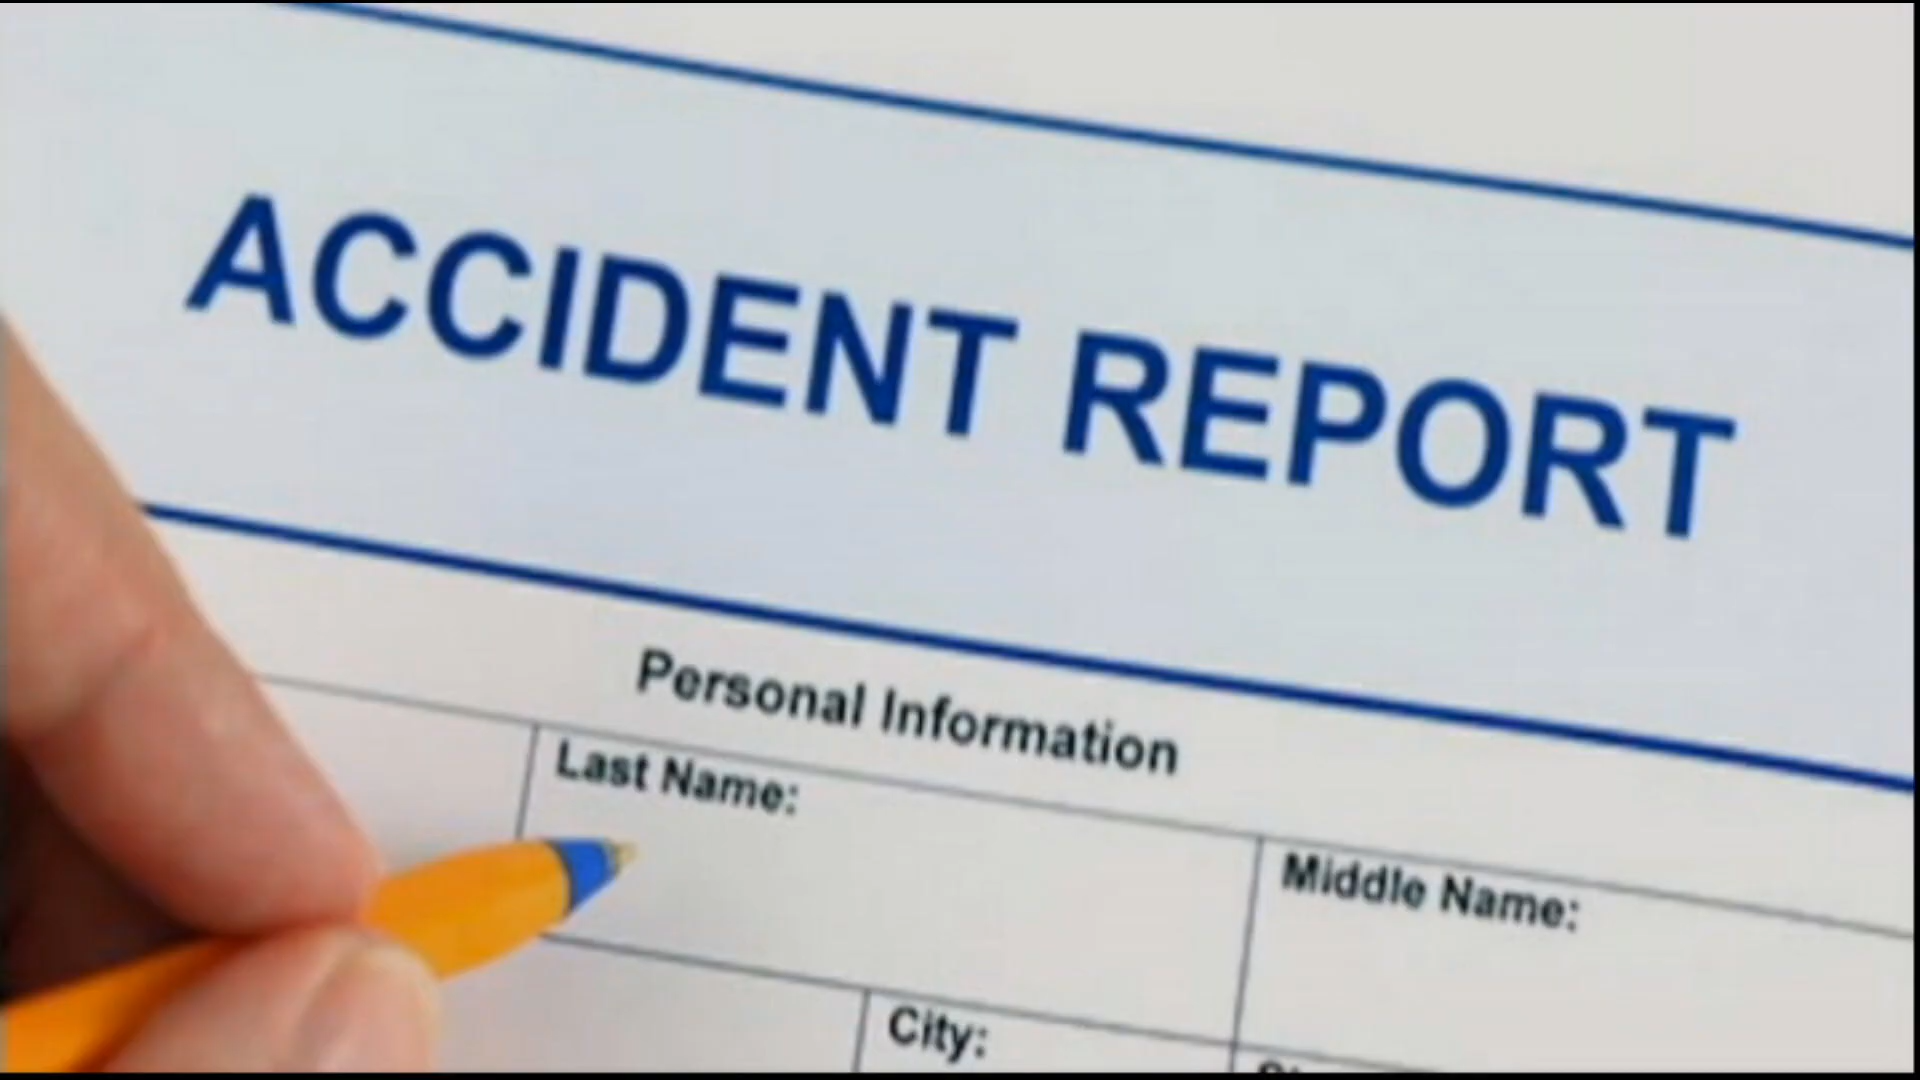 ACCIDENT REPORT
Personal Information
Last Name:
Middle Name:
City: